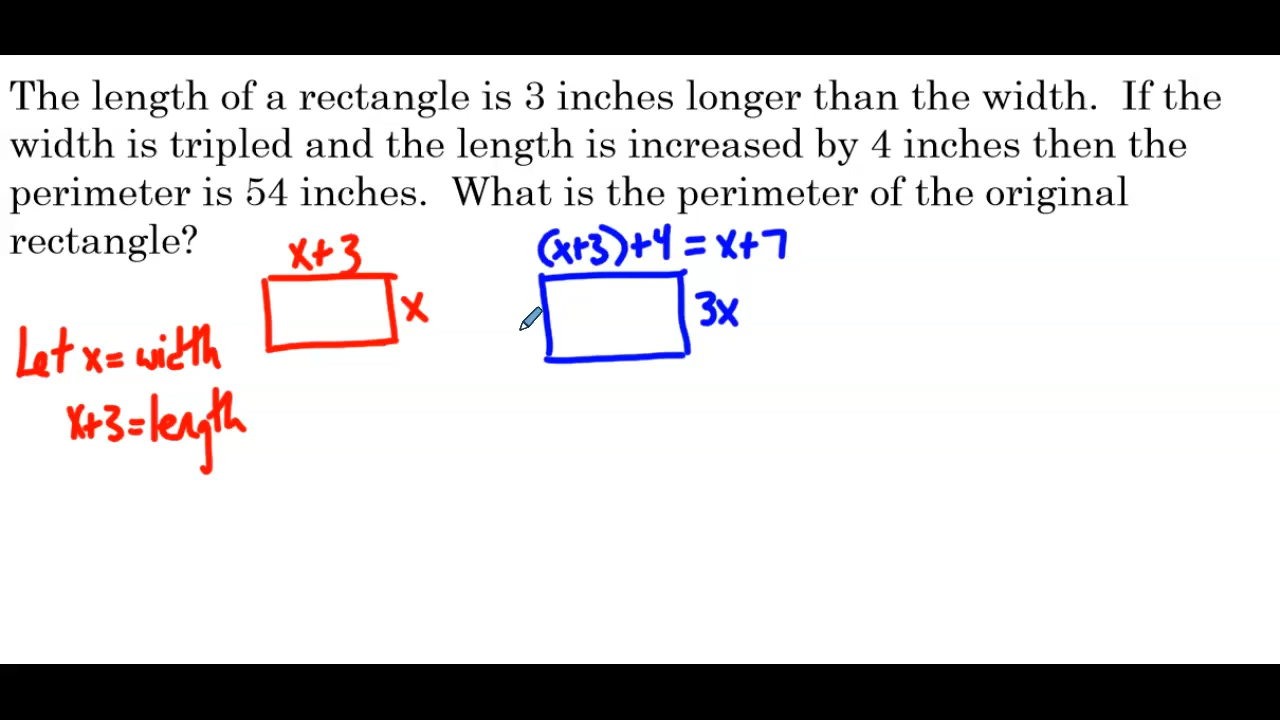 The length of a rectangle is 3 inches longer than the width. If the
width is tripled and the length is increased by 4 inches then the
perimeter is 54 inches. What is the perimeter of the original
rectangle?
x+3
(x+3)+4 = x+7
x
3x
Let x = width
x+3 = length